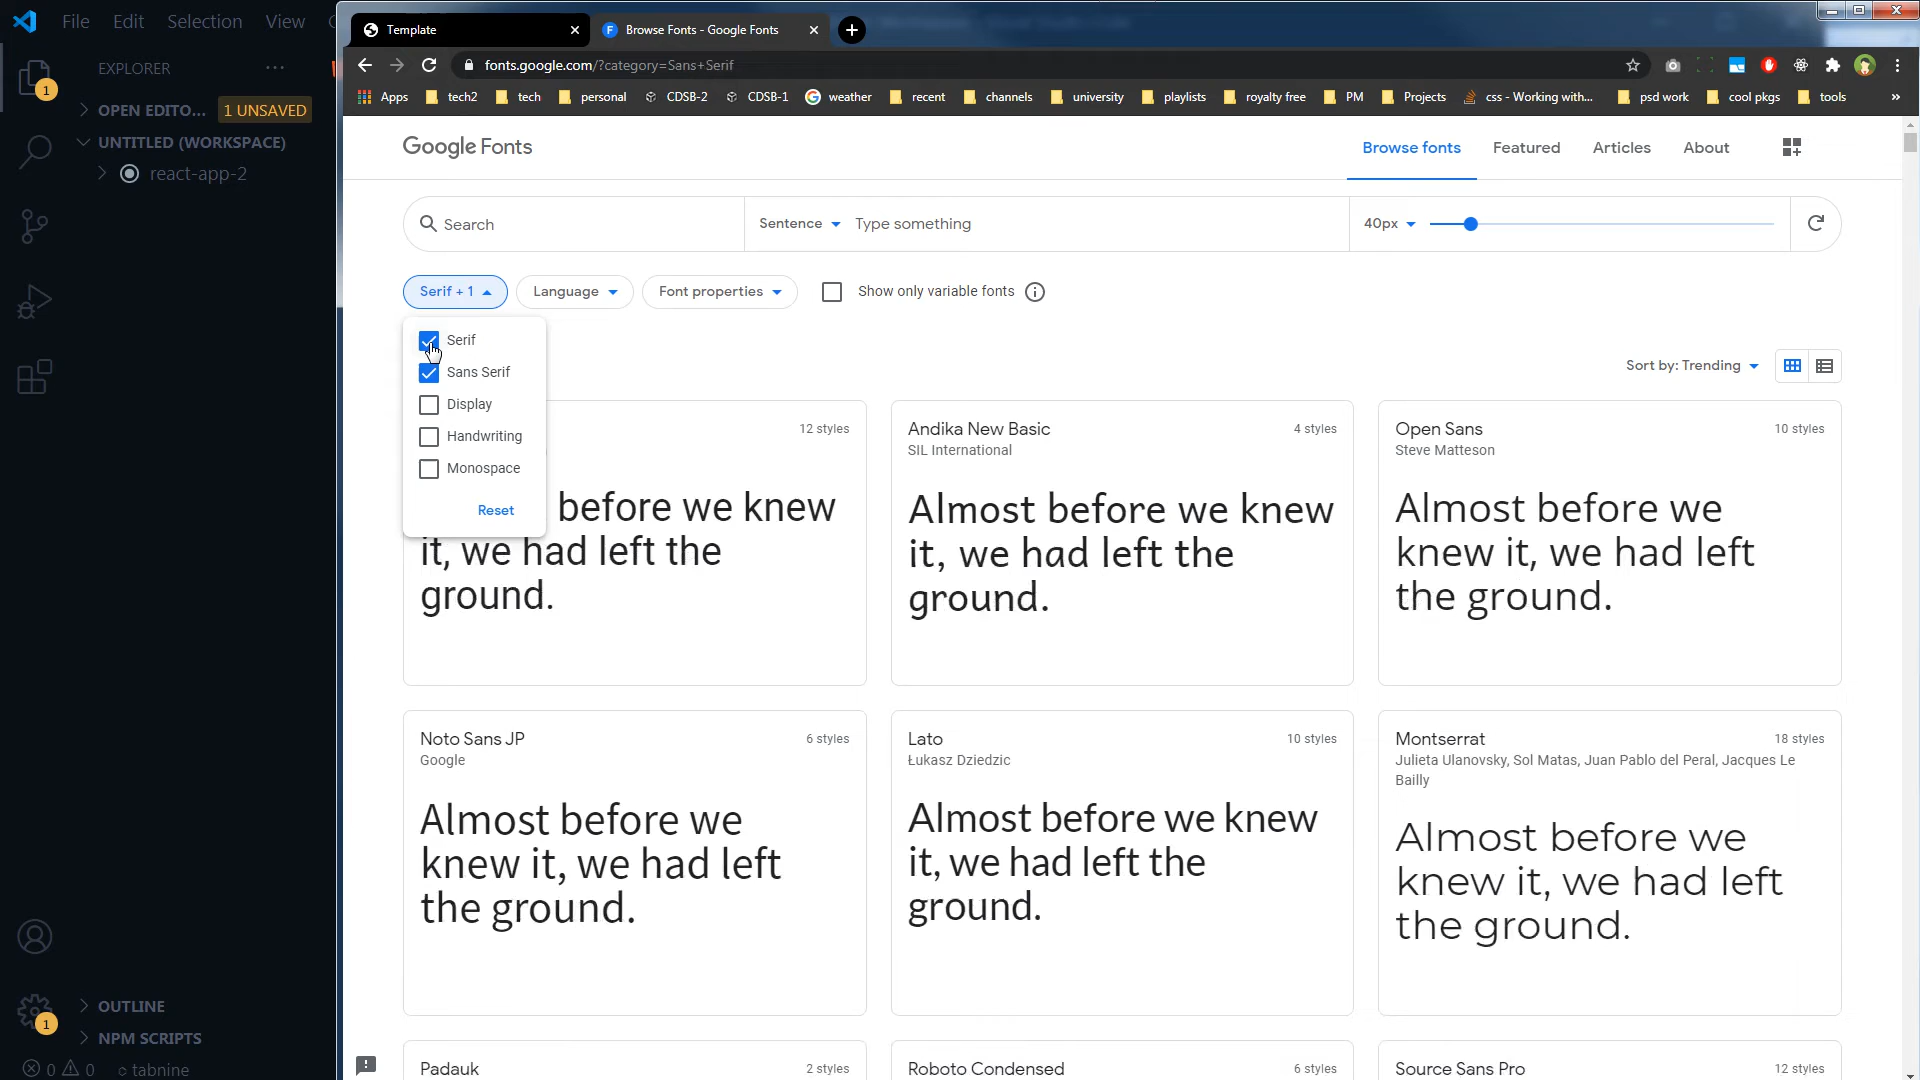 File Edit Selection View
EXPLORER
OPEN EDITO... 1 UNSAVED
UNTITLED (WORKSPACE)
react-app-2
1
OUTLINE
NPM SCRIPTS
1
0 0 tabnine
Template
Browse Fonts - Google Fonts
fonts.google.com/?category=Sans+Serif
Apps tech2 tech personal CDSB-2 CDSB-1 weather recent channels university playlists royalty free PM Projects css - Working with... psd work cool pkgs tools »
Google Fonts
Browse fonts Featured Articles About
Search
Sentence Type something
40px
Serif + 1 Language Font properties Show only variable fonts
Serif
Sans Serif
Display
Handwriting
Monospace
Reset
Sort by: Trending
12 styles
before we knew
it, we had left the
ground.
Andika New Basic 4 styles
SIL International
Almost before we knew
it, we had left the
ground.
Open Sans 10 styles
Steve Matteson
Almost before we
knew it, we had left
the ground.
Noto Sans JP 6 styles
Google
Almost before we
knew it, we had left
the ground.
Lato 10 styles
Łukasz Dziedzic
Almost before we knew
it, we had left the
ground.
Montserrat 18 styles
Julieta Ulanovsky, Sol Matas, Juan Pablo del Peral, Jacques Le
Bailly
Almost before we
knew it, we had left
the ground.
Padauk 2 styles
Roboto Condensed 6 styles
Source Sans Pro 12 styles